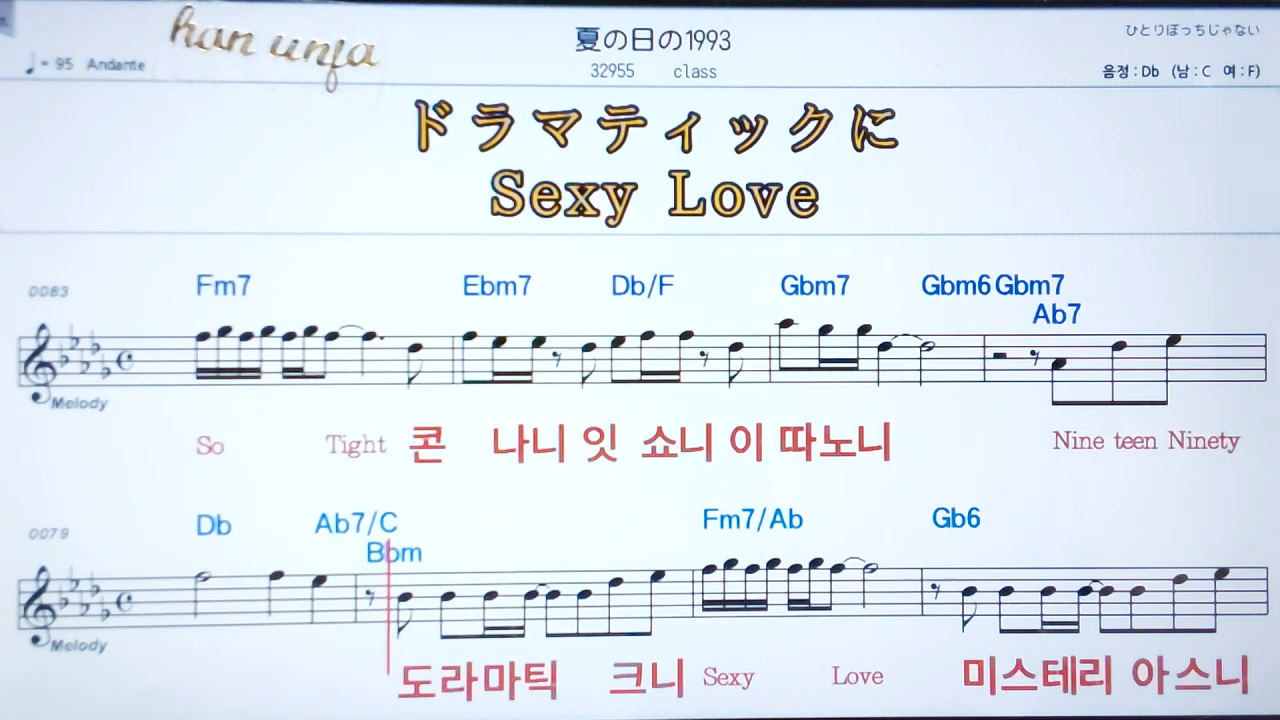 han unfa
夏の日の1993
ひとりぼっちじゃない
♩= 95 Andante
32955 class
음정 : Db (남 : C 여 : F)
ドラマティックに
Sexy Love
0083
Fm7 Ebm7 Db/F Gbm7 Gbm6 Gbm7
Ab7
Melody
So Tight 콘 나니 잇 쇼니 이 따노니 Nine teen Ninety
0079
Db Ab7/C Fm7/Ab Gb6
Bbm
Melody
도라마틱 크니 Sexy Love 미스테리 아스니